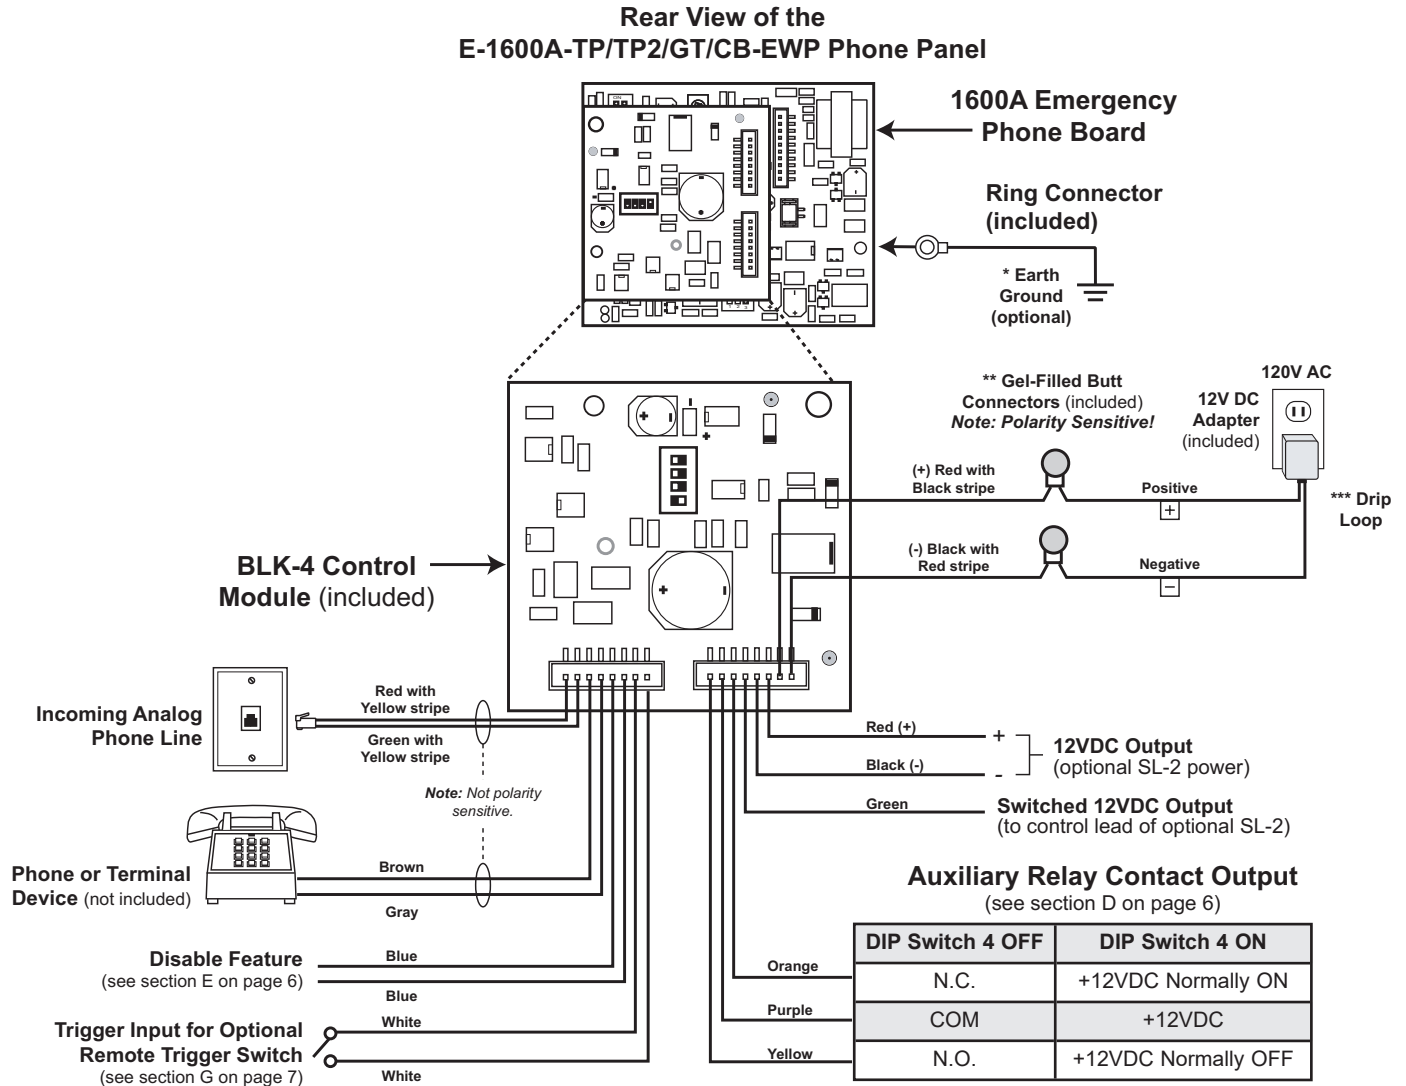 Rear View of the
E-1600A-TP/TP2/GT/CB-EWP Phone Panel
1600A Emergency
Phone Board
Ring Connector
(included)
* Earth
Ground
(optional)
** Gel-Filled Butt
Connectors (included)
Note: Polarity Sensitive!
120V AC
12V DC
Adapter
(included)
(+) Red with
Black stripe
Positive
+
*** Drip
Loop
(-) Black with
Red stripe
Negative
−
BLK-4 Control
Module (included)
Incoming Analog
Phone Line
Red with
Yellow stripe
Green with
Yellow stripe
Note: Not polarity
sensitive.
Red (+)
+
Black (-)
-
12VDC Output
(optional SL-2 power)
Green
Switched 12VDC Output
(to control lead of optional SL-2)
Phone or Terminal
Device (not included)
Brown
Gray
Disable Feature
(see section E on page 6)
Blue
Blue
Trigger Input for Optional
Remote Trigger Switch
(see section G on page 7)
White
White
Auxiliary Relay Contact Output
(see section D on page 6)
DIP Switch 4 OFF DIP Switch 4 ON
Orange N.C. +12VDC Normally ON
Purple COM +12VDC
Yellow N.O. +12VDC Normally OFF